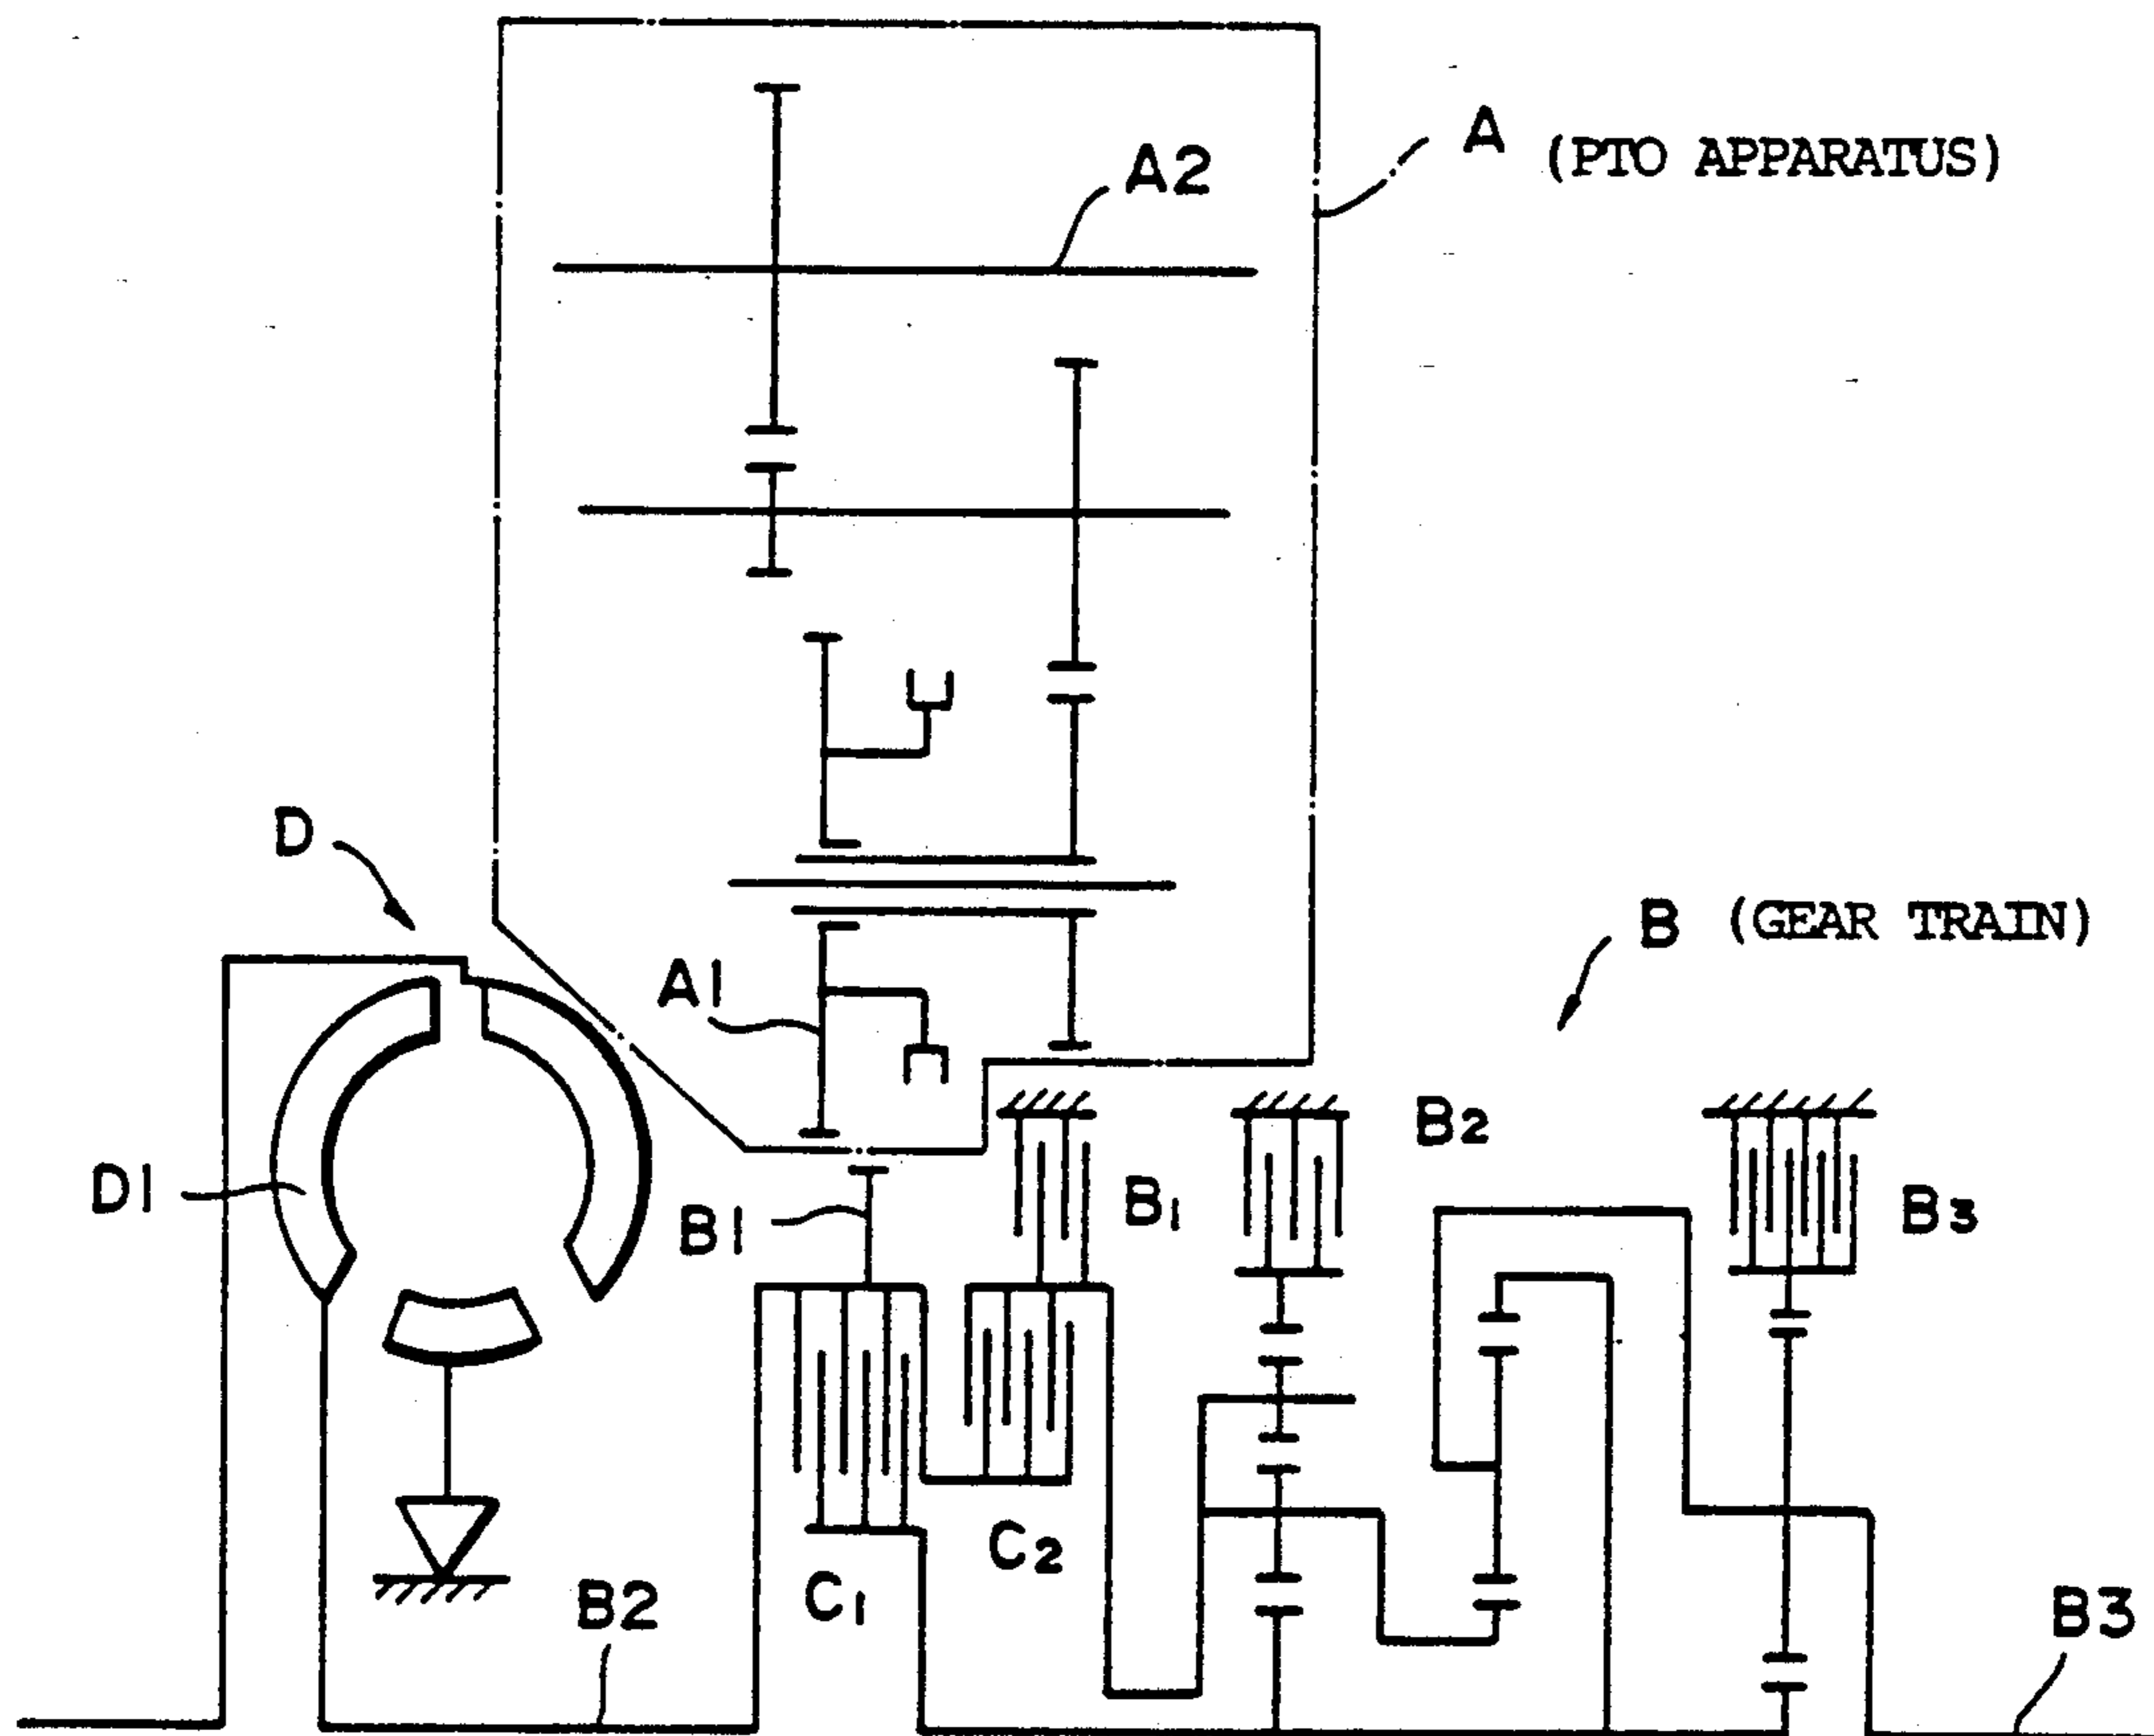 A (PTO APPARATUS)
A2
D
B (GEAR TRAIN)
A1
B2
D1
B1
B1
B3
C2
C1
B2
B3